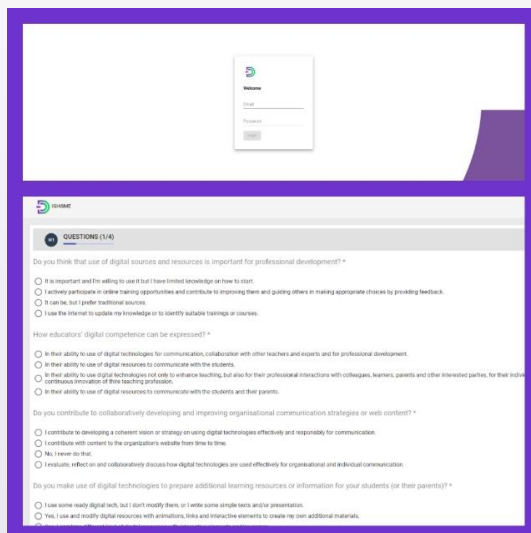 Welcome
Email
Password
Login
QUESTIONS (1/4)
Do you think that use of digital sources and resources is important for professional development? *
It is important and I'm willing to use it but I have limited knowledge on how to start.
I actively participate in online training opportunities and contribute to improving them and guiding others in making appropriate choices by providing feedback.
It can be, but I prefer traditional sources.
I use the Internet to update my knowledge or to identify suitable trainings or courses.
How educators' digital competence can be expressed? *
In their ability to use of digital technologies for communication, collaboration with other teachers and experts and for professional development.
In their ability to use of digital resources to communicate with the students.
In their ability to use digital technologies not only to enhance teaching, but also for their professional interactions with colleagues, learners, parents and other interested parties, for their
continuous innovation of thire teaching profession.
In their ability to use of digital resources to communicate with the students and their parents.
Do you contribute to collaboratively developing and improving organisational communication strategies or web content? *
I contribute to developing a coherent vision or strategy on using digital technologies effectively and responsibly for communication.
I contribute with content to the organization's website from time to time.
No, I never do that.
I evaluate, reflect on and collaboratively discuss how digital technologies are used effectively for organisational and individual communication.
Do you make use of digital technologies to prepare additional learning resources or information for your students (or their parents)? *
I use some ready digital tech, but I don't modify them, or I write some simple texts and/or presentation.
Yes, I use and modify digital resources with animations, links and interactive elements to create my own additional materials.